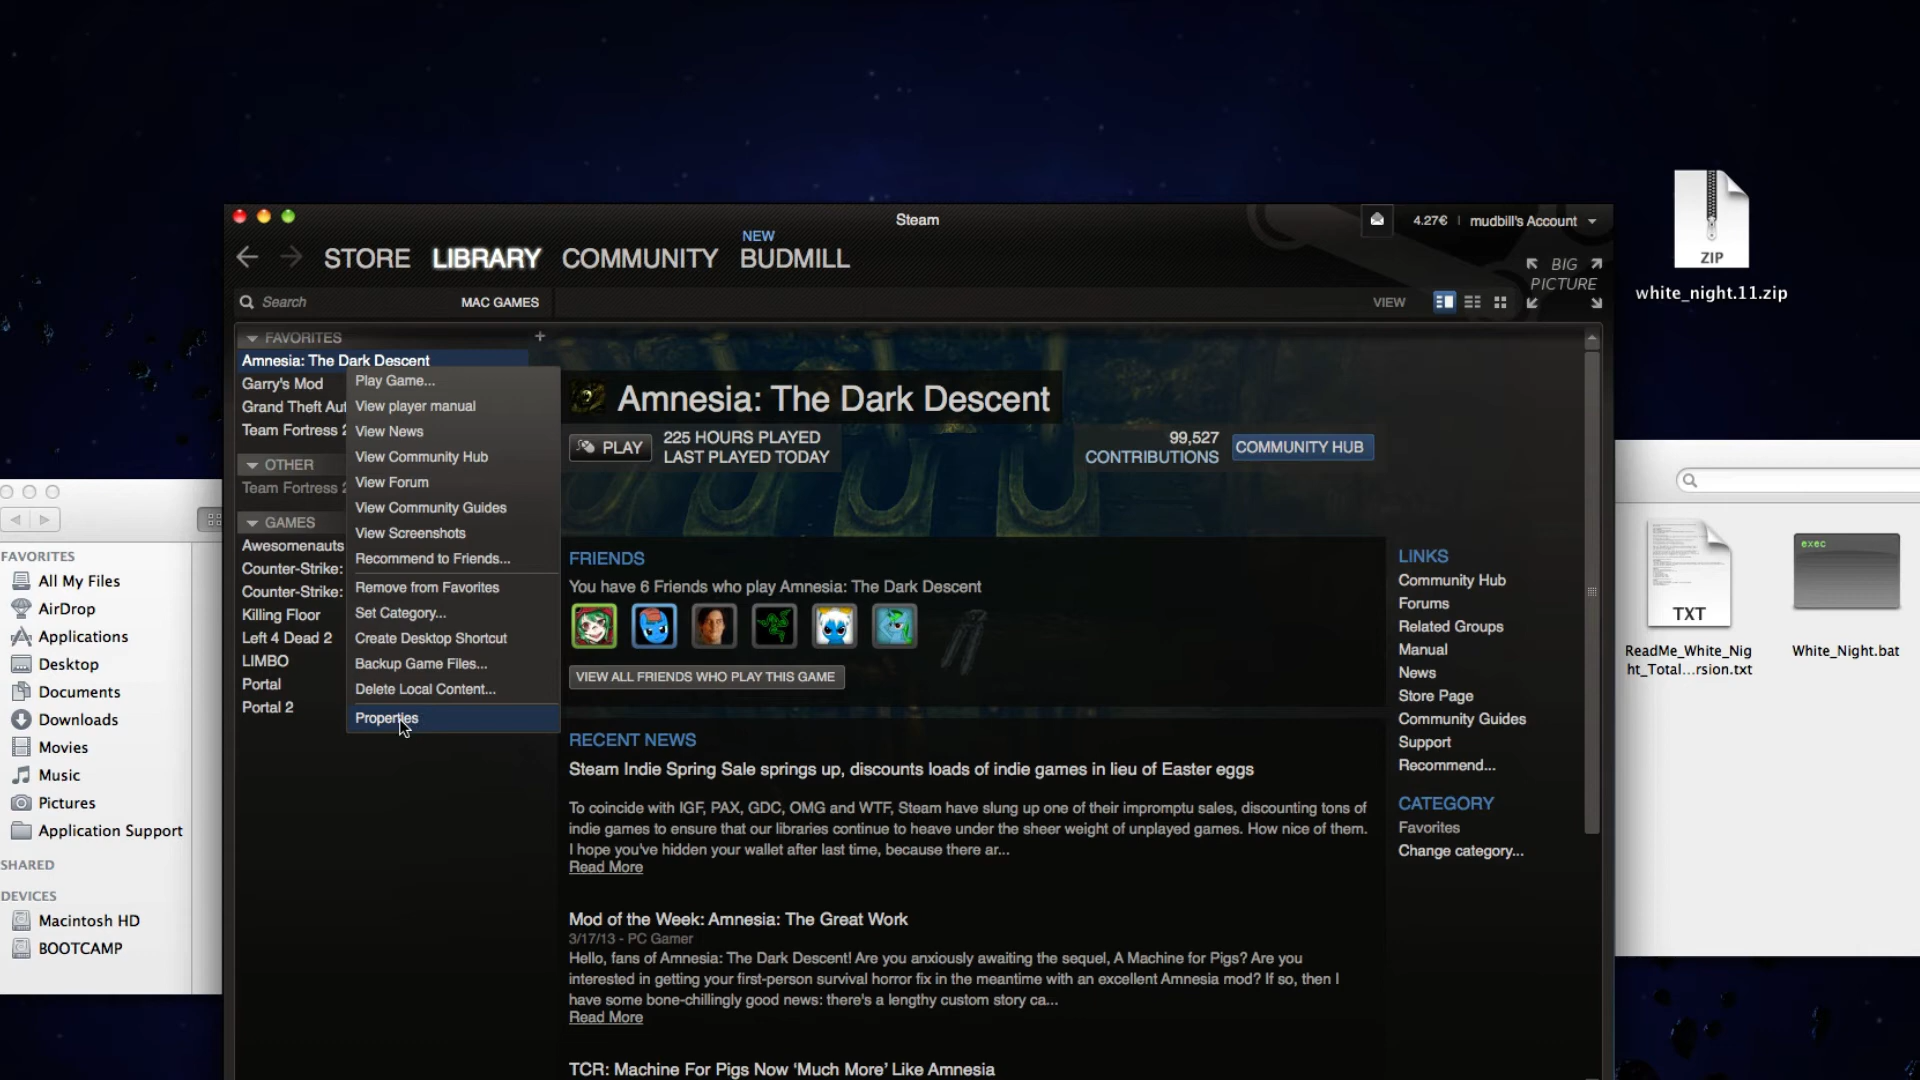 Steam
4.27€ | mudbill's Account
STORE LIBRARY COMMUNITY BUDMILL
NEW
BIG
PICTURE
Search
MAC GAMES
VIEW
FAVORITES +
Amnesia: The Dark Descent
Garry's Mod
Grand Theft Aut
Team Fortress 2
OTHER
Team Fortress 2
GAMES
Awesomenauts
Counter-Strike:
Counter-Strike:
Killing Floor
Left 4 Dead 2
LIMBO
Portal
Portal 2
Play Game...
View player manual
View News
View Community Hub
View Forum
View Community Guides
View Screenshots
Recommend to Friends...
Remove from Favorites
Set Category...
Create Desktop Shortcut
Backup Game Files...
Delete Local Content...
Properties
Amnesia: The Dark Descent
PLAY
225 HOURS PLAYED
LAST PLAYED TODAY
99,527
CONTRIBUTIONS
COMMUNITY HUB
FRIENDS
You have 6 Friends who play Amnesia: The Dark Descent
VIEW ALL FRIENDS WHO PLAY THIS GAME
RECENT NEWS
Steam Indie Spring Sale springs up, discounts loads of indie games in lieu of Easter eggs
To coincide with IGF, PAX, GDC, OMG and WTF, Steam have slung up one of their impromptu sales, discounting tons of
indie games to ensure that our libraries continue to heave under the sheer weight of unplayed games. How nice of them.
I hope you've hidden your wallet after last time, because there ar...
Read More
Mod of the Week: Amnesia: The Great Work
3/17/13 - PC Gamer
Hello, fans of Amnesia: The Dark Descent! Are you anxiously awaiting the sequel, A Machine for Pigs? Are you
interested in getting your first-person survival horror fix in the meantime with an excellent Amnesia mod? If so, then I
have some bone-chillingly good news: there's a lengthy custom story ca...
Read More
TCR: Machine For Pigs Now 'Much More' Like Amnesia
LINKS
Community Hub
Forums
Related Groups
Manual
News
Store Page
Community Guides
Support
Recommend...
CATEGORY
Favorites
Change category...
FAVORITES
All My Files
AirDrop
Applications
Desktop
Documents
Downloads
Movies
Music
Pictures
Application Support
SHARED
DEVICES
Macintosh HD
BOOTCAMP
ZIP
white_night.11.zip
TXT
ReadMe_White_Nig
ht_Total...rsion.txt
exec
White_Night.bat